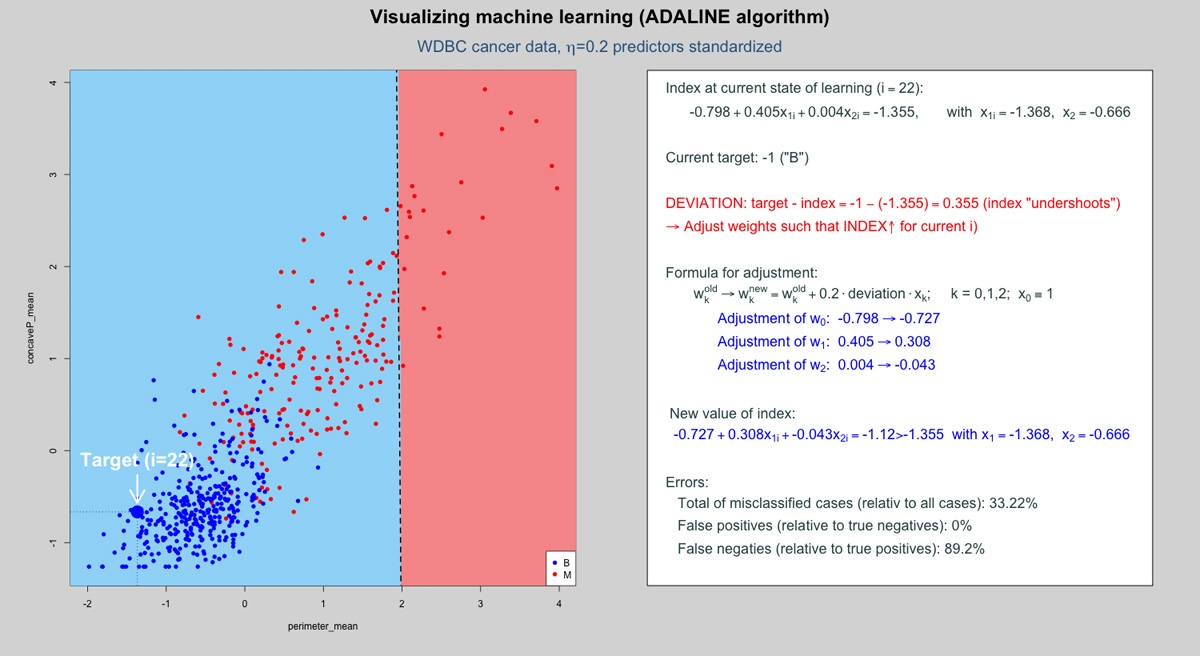 Visualizing machine learning (ADALINE algorithm)
WDBC cancer data, η=0.2 predictors standardized
concaveP_mean
4
3
2
1
0
-1
Target (i=22)
B
M
-2 -1 0 1 2 3 4
perimeter_mean
Index at current state of learning (i = 22):
-0.798 + 0.405x₁ᵢ + 0.004x₂ᵢ = -1.355, with x₁ᵢ = -1.368, x₂ = -0.666
Current target: -1 ("B")
DEVIATION: target - index = -1 − (-1.355) = 0.355 (index "undershoots")
→ Adjust weights such that INDEX↑ for current i)
Formula for adjustment:
wₖᵒˡᵈ → wₖⁿᵉʷ = wₖᵒˡᵈ + 0.2 · deviation · xₖ; k = 0,1,2; x₀ ≡ 1
Adjustment of w₀: -0.798 → -0.727
Adjustment of w₁: 0.405 → 0.308
Adjustment of w₂: 0.004 → -0.043
New value of index:
-0.727 + 0.308x₁ᵢ + -0.043x₂ᵢ = -1.12>-1.355 with x₁ = -1.368, x₂ = -0.666
Errors:
Total of misclassified cases (relativ to all cases): 33.22%
False positives (relative to true negatives): 0%
False negaties (relative to true positives): 89.2%